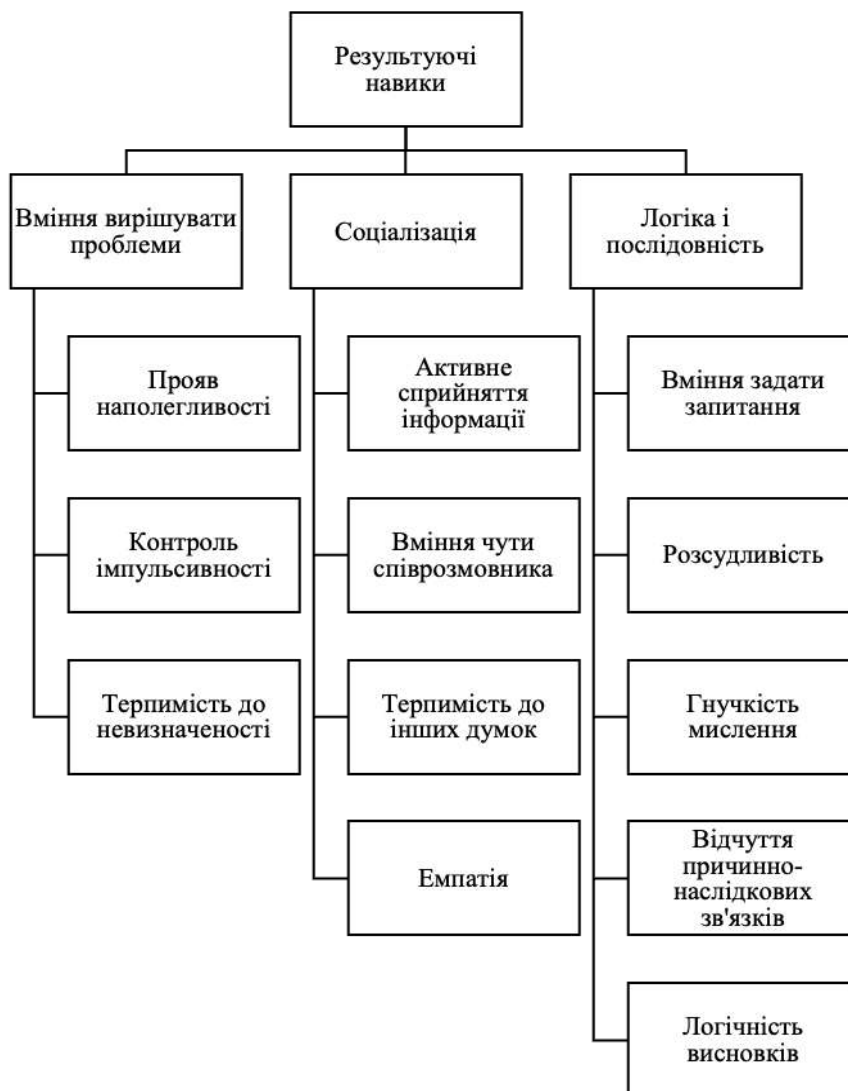 Результуючі
навики
Вміння вирішувати
проблеми
Соціалізація
Логіка і
послідовність
Прояв
наполегливості
Активне
сприйняття
інформації
Вміння задати
запитання
Контроль
імпульсивності
Вміння чути
співрозмовника
Розсудливість
Терпимість до
невизначеності
Терпимість до
інших думок
Гнучкість
мислення
Емпатія
Відчуття
причинно-
наслідкових
зв'язків
Логічність
висновків